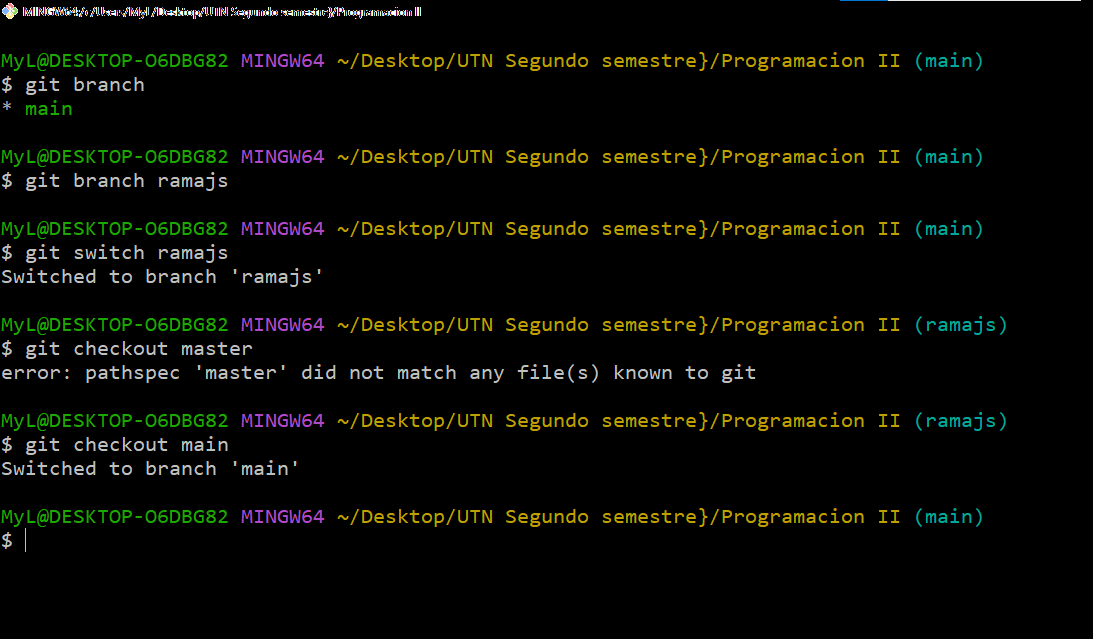 MINGW64:/c/Users/MyL/Desktop/UTN Segundo semestre}/Programacion II
MyL@DESKTOP-O6DBG82 MINGW64 ~/Desktop/UTN Segundo semestre}/Programacion II (main)
$ git branch
* main
MyL@DESKTOP-O6DBG82 MINGW64 ~/Desktop/UTN Segundo semestre}/Programacion II (main)
$ git branch ramajs
MyL@DESKTOP-O6DBG82 MINGW64 ~/Desktop/UTN Segundo semestre}/Programacion II (main)
$ git switch ramajs
Switched to branch 'ramajs'
MyL@DESKTOP-O6DBG82 MINGW64 ~/Desktop/UTN Segundo semestre}/Programacion II (ramajs)
$ git checkout master
error: pathspec 'master' did not match any file(s) known to git
MyL@DESKTOP-O6DBG82 MINGW64 ~/Desktop/UTN Segundo semestre}/Programacion II (ramajs)
$ git checkout main
Switched to branch 'main'
MyL@DESKTOP-O6DBG82 MINGW64 ~/Desktop/UTN Segundo semestre}/Programacion II (main)
$